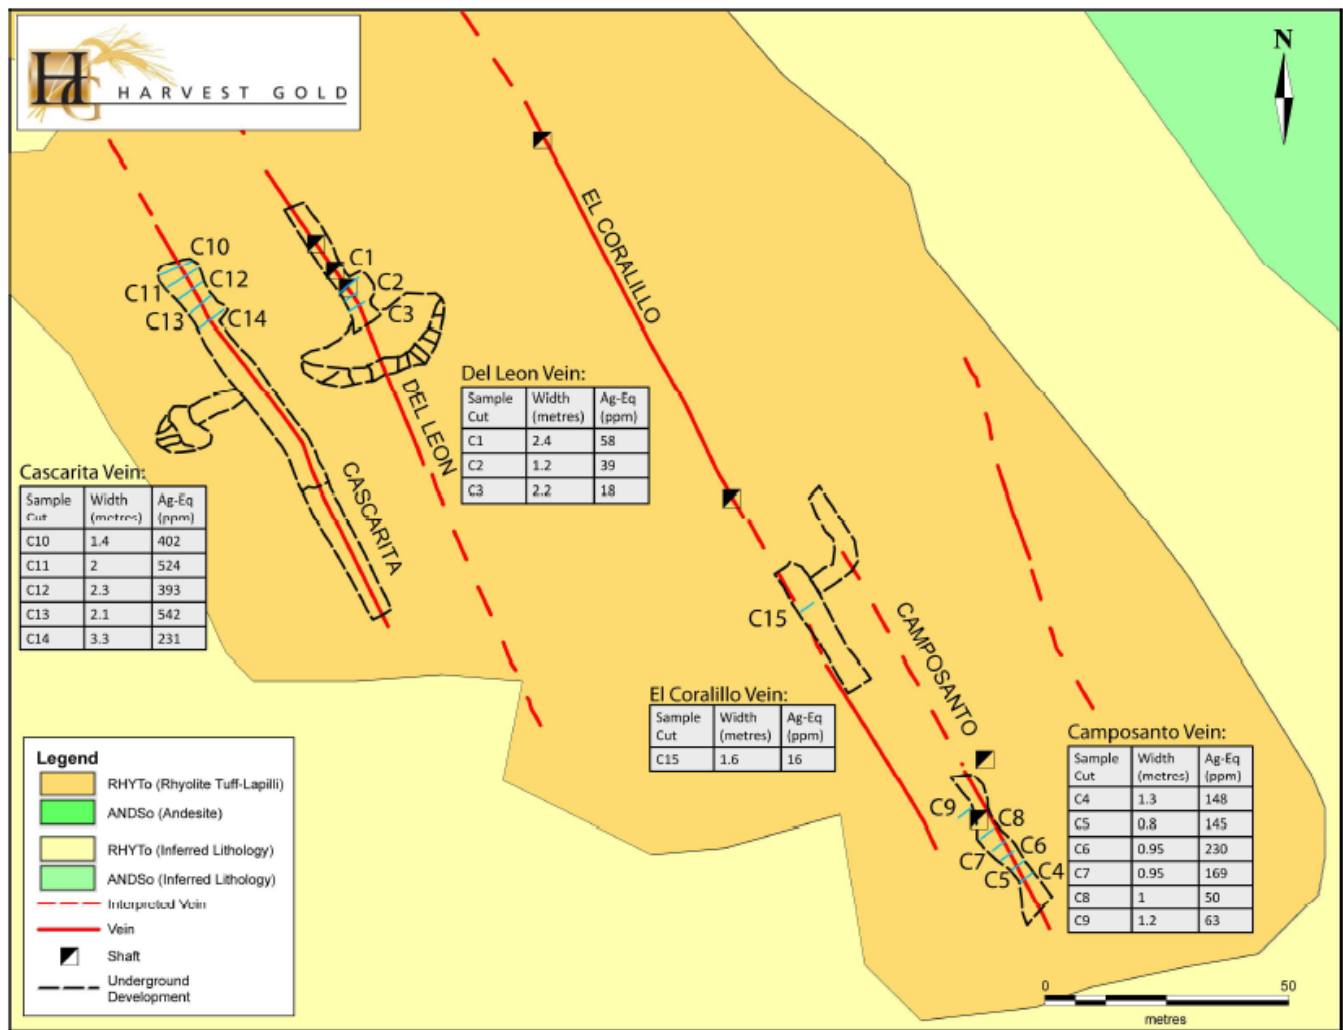 HARVEST GOLD
N
EL CORALILLO
C10
C1
C12
C2
C11
C3
C13
C14
DEL LEON
Del Leon Vein:
Sample Cut Width (metres) Ag-Eq (ppm)
C1 2.4 58
C2 1.2 39
C3 2.2 18
CASCARITA
Cascarita Vein:
Sample Cut Width (metres) Ag-Eq (ppm)
C10 1.4 402
C11 2 524
C12 2.3 393
C13 2.1 542
C14 3.3 231
C15
CAMPOSANTO
El Coralillo Vein:
Sample Cut Width (metres) Ag-Eq (ppm)
C15 1.6 16
Camposanto Vein:
Sample Cut Width (metres) Ag-Eq (ppm)
C4 1.3 148
C5 0.8 145
C6 0.95 230
C7 0.95 169
C8 1 50
C9 1.2 63
C9
C8
C6
C7
C5
C4
Legend
RHYTo (Rhyolite Tuff-Lapilli)
ANDSo (Andesite)
RHYTo (Inferred Lithology)
ANDSo (Inferred Lithology)
Interpreted Vein
Vein
Shaft
Underground
Development
0 50
metres